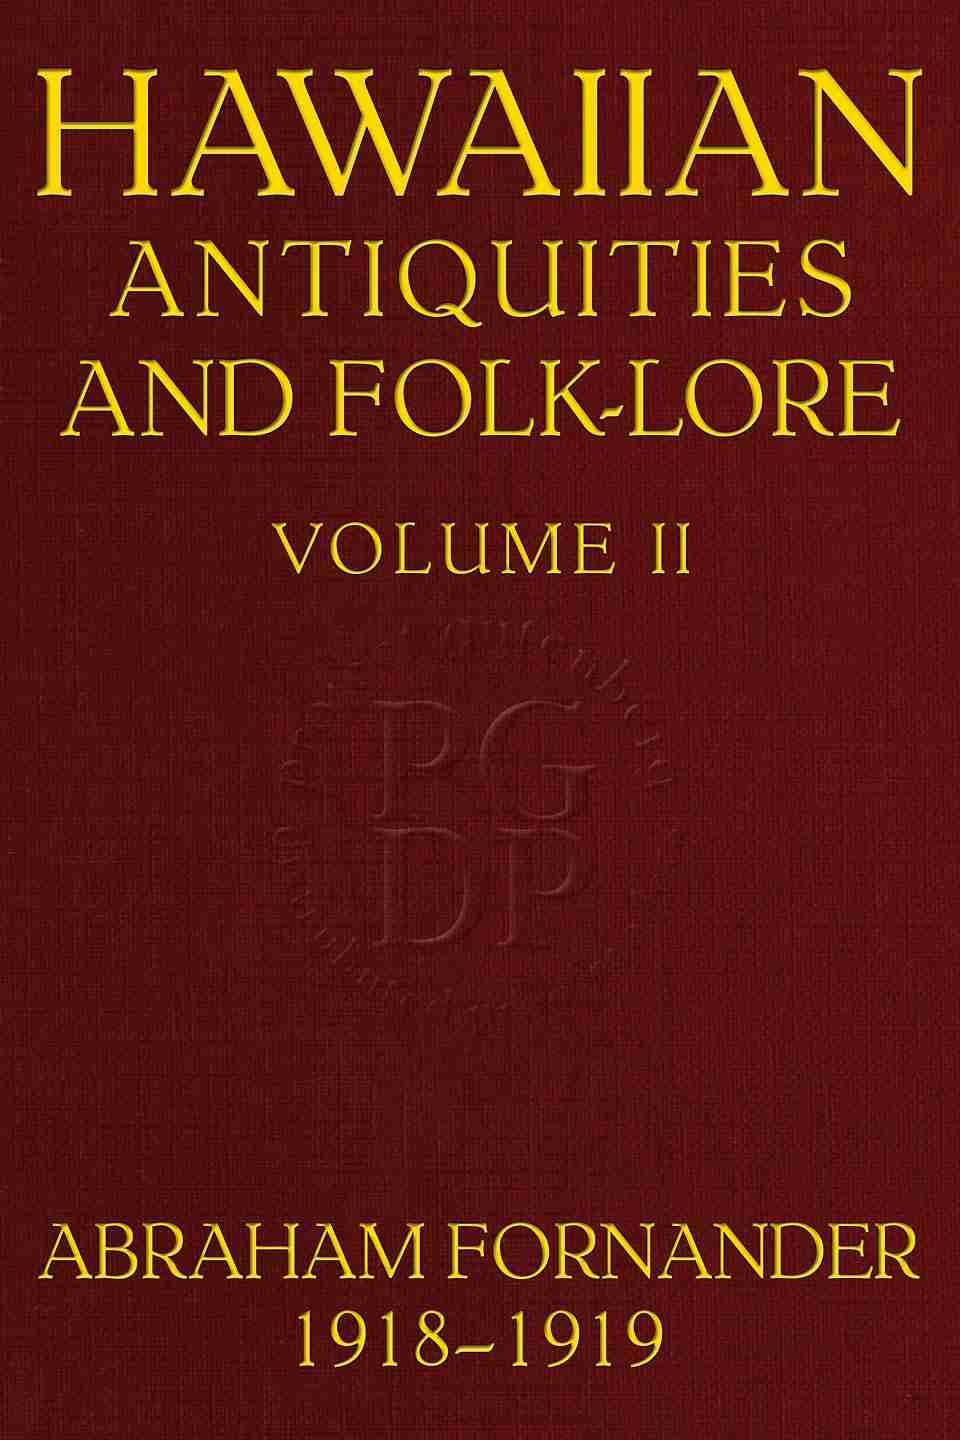 HAWAIIAN
ANTIQUITIES
AND FOLK-LORE
VOLUME II
PG
DP
ABRAHAM FORNANDER
1918–1919